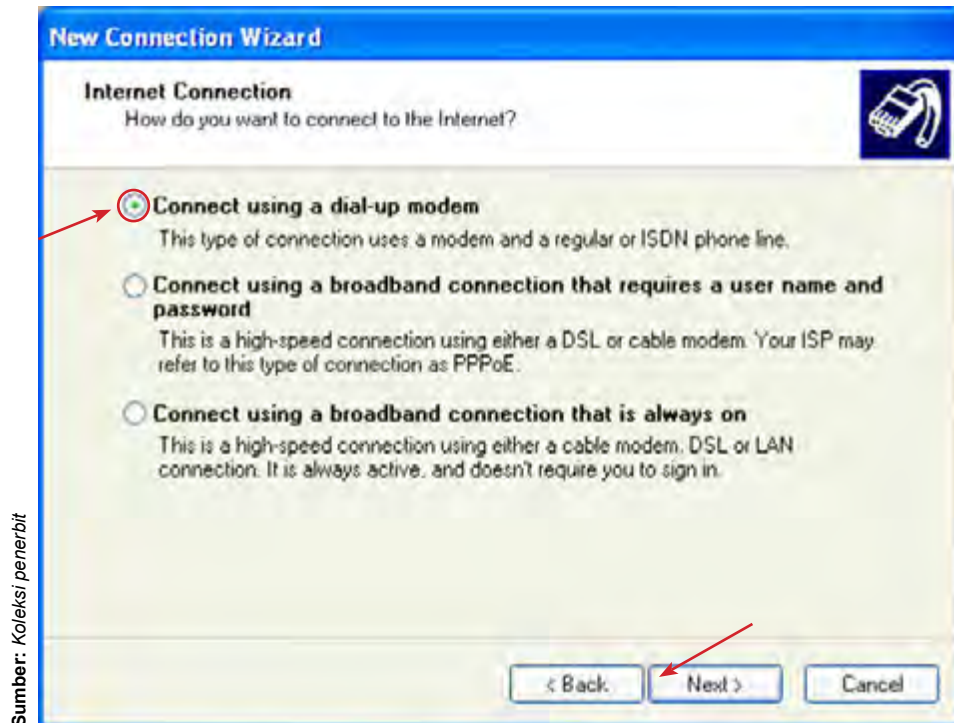 New Connection Wizard
Internet Connection
How do you want to connect to the Internet?
Connect using a dial-up modem
This type of connection uses a modem and a regular or ISDN phone line.
Connect using a broadband connection that requires a user name and
password
This is a high-speed connection using either a DSL or cable modem. Your ISP may
refer to this type of connection as PPPoE.
Connect using a broadband connection that is always on
This is a high-speed connection using either a cable modem, DSL or LAN
connection. It is always active, and doesn't require you to sign in.
< Back
Next >
Cancel
Sumber: Koleksi penerbit